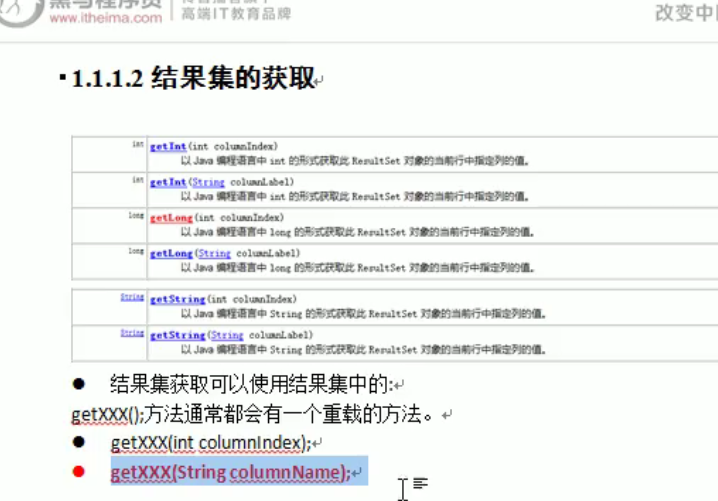 黑马程序员
www.itheima.com
高端IT教育品牌
改变中
1.1.1.2 结果集的获取
int getInt(int columnIndex)
以 Java 编程语言中 int 的形式获取此 ResultSet 对象的当前行中指定列的值。
int getInt(String columnLabel)
以 Java 编程语言中 int 的形式获取此 ResultSet 对象的当前行中指定列的值。
long getLong(int columnIndex)
以 Java 编程语言中 long 的形式获取此 ResultSet 对象的当前行中指定列的值。
long getLong(String columnLabel)
以 Java 编程语言中 long 的形式获取此 ResultSet 对象的当前行中指定列的值。
String getString(int columnIndex)
以 Java 编程语言中 String 的形式获取此 ResultSet 对象的当前行中指定列的值。
String getString(String columnLabel)
以 Java 编程语言中 String 的形式获取此 ResultSet 对象的当前行中指定列的值。
● 结果集获取可以使用结果集中的:
getXXX();方法通常都会有一个重载的方法。
● getXXX(int columnIndex);
● getXXX(String columnName);